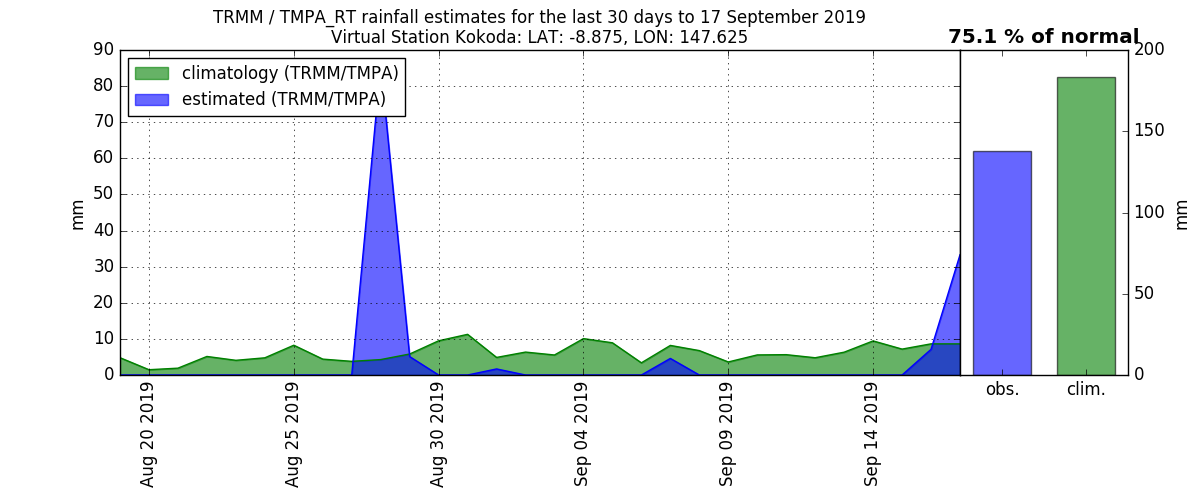 TRMM / TMPA_RT rainfall estimates for the last 30 days to 17 September 2019
Virtual Station Kokoda: LAT: -8.875, LON: 147.625
75.1 % of normal
climatology (TRMM/TMPA)
estimated (TRMM/TMPA)
mm
90
80
70
60
50
40
30
20
10
0
Aug 20 2019
Aug 25 2019
Aug 30 2019
Sep 04 2019
Sep 09 2019
Sep 14 2019
obs.
clim.
200
150
100
50
0
mm